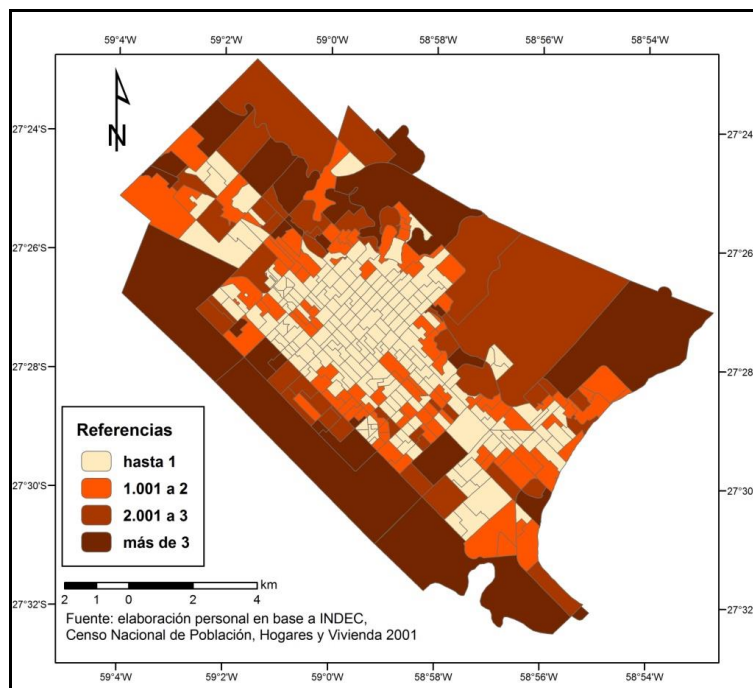 59°4'W 59°2'W 59°0'W 58°58'W 58°56'W 58°54'W
27°24'S
27°24'
N
27°26'S
27°26'
27°28'S
27°28'
Referencias
hasta 1
1.001 a 2
2.001 a 3
más de 3
27°30'S
27°30'
2 1 0 2 4 km
27°32'S
27°32'
Fuente: elaboración personal en base a INDEC,
Censo Nacional de Población, Hogares y Vivienda 2001
59°4'W 59°2'W 59°0'W 58°58'W 58°56'W 58°54'W